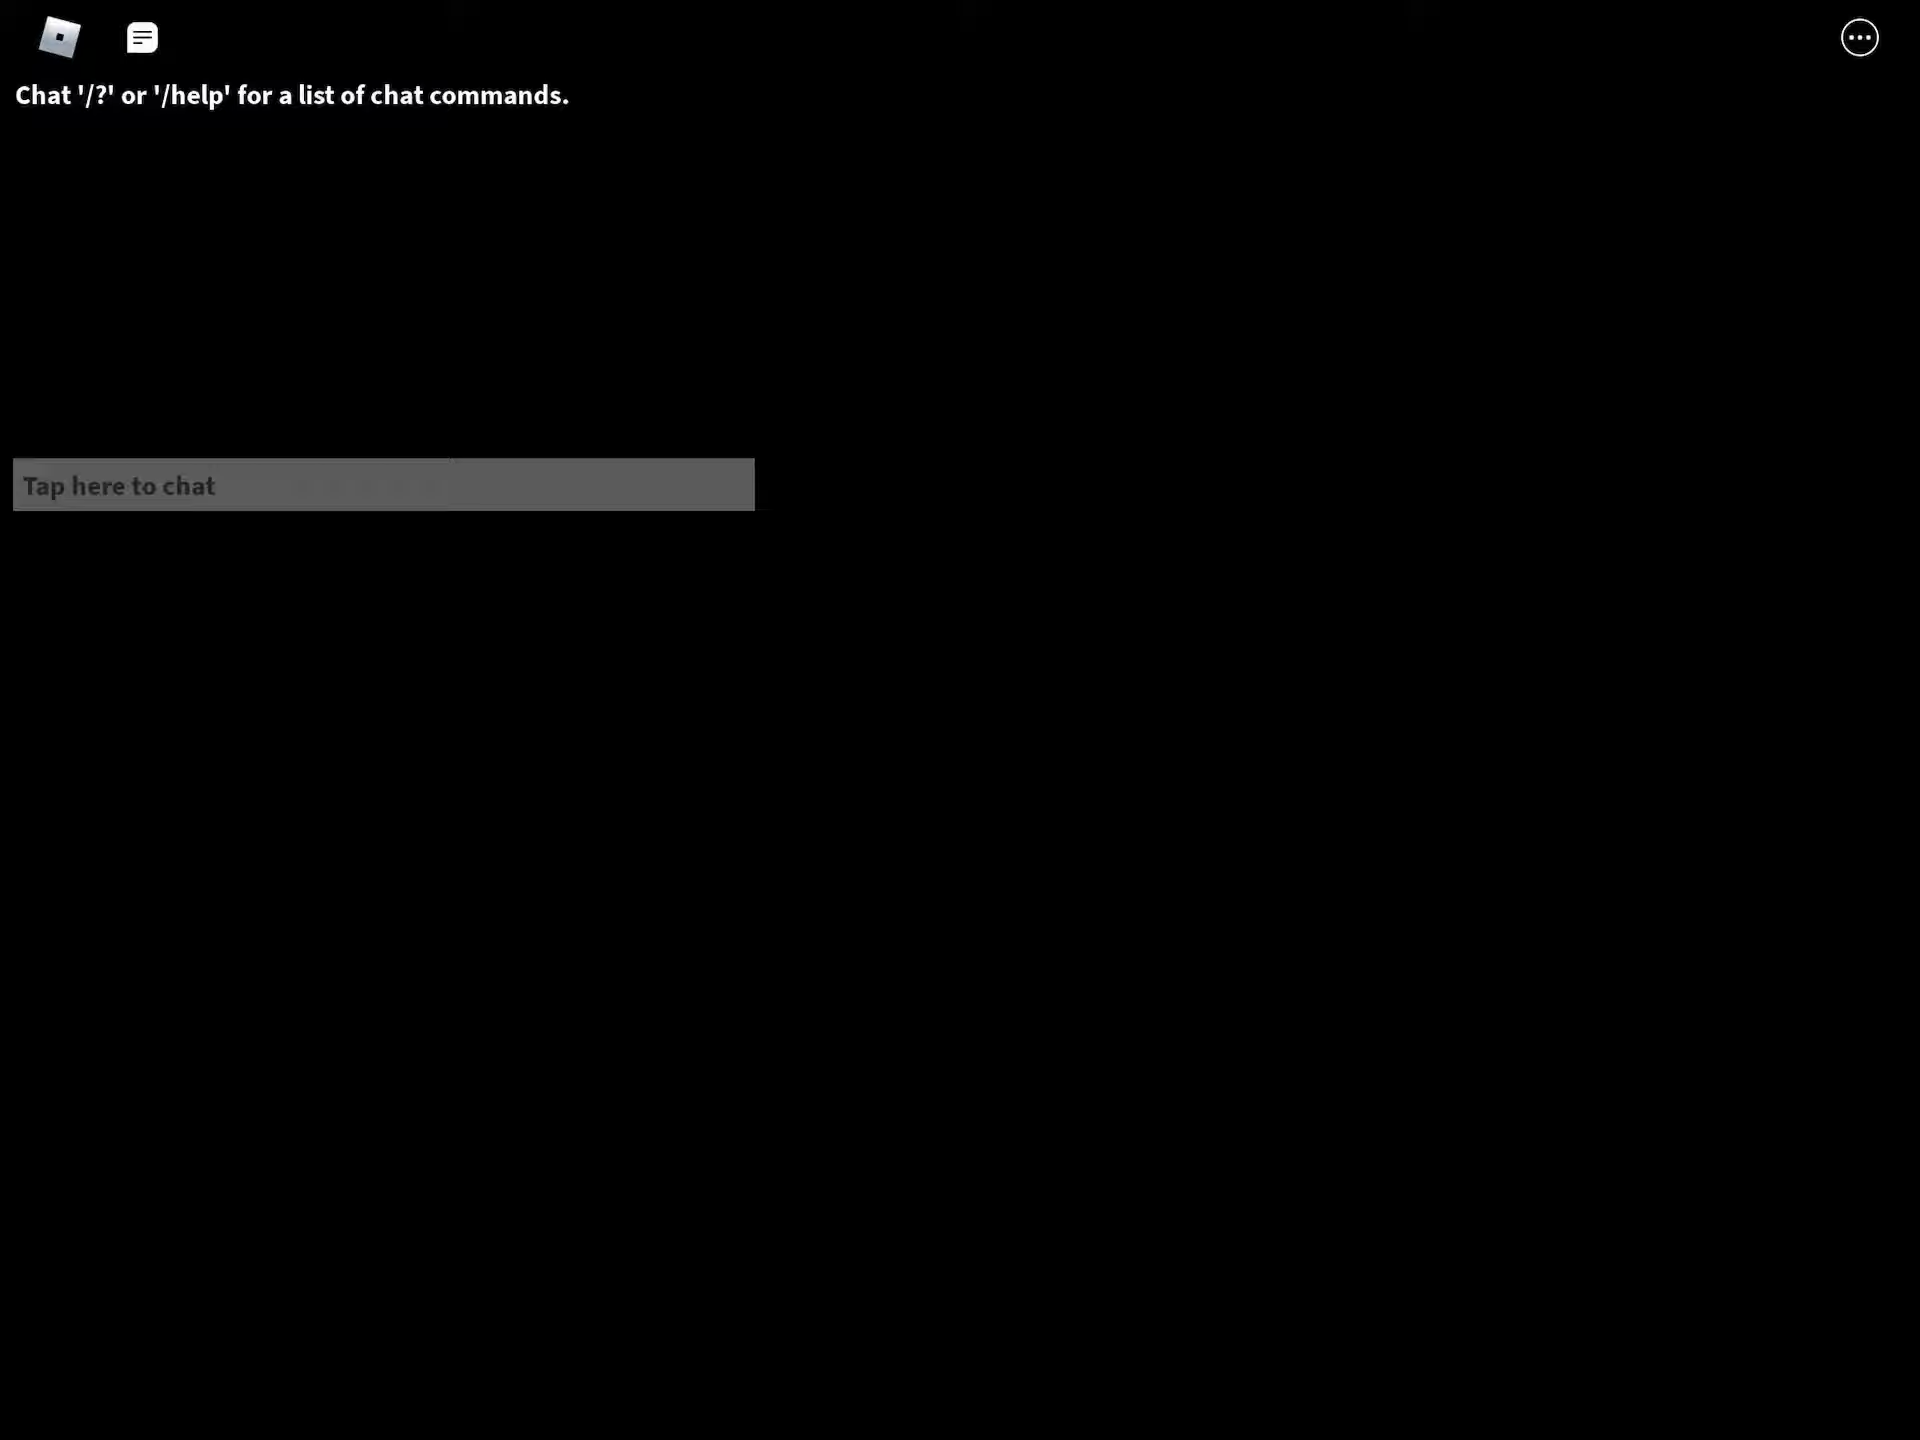 Chat '/?' or '/help' for a list of chat commands.
Tap here to chat